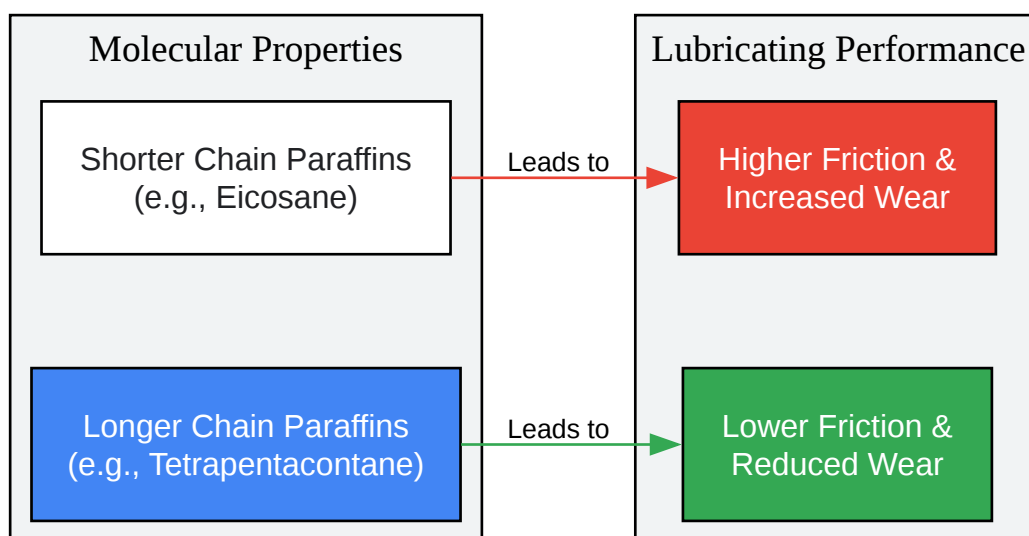 Molecular Properties
Lubricating Performance
Shorter Chain Paraffins
(e.g., Eicosane)
Leads to
Higher Friction &
Increased Wear
Longer Chain Paraffins
(e.g., Tetrapentacontane)
Leads to
Lower Friction &
Reduced Wear